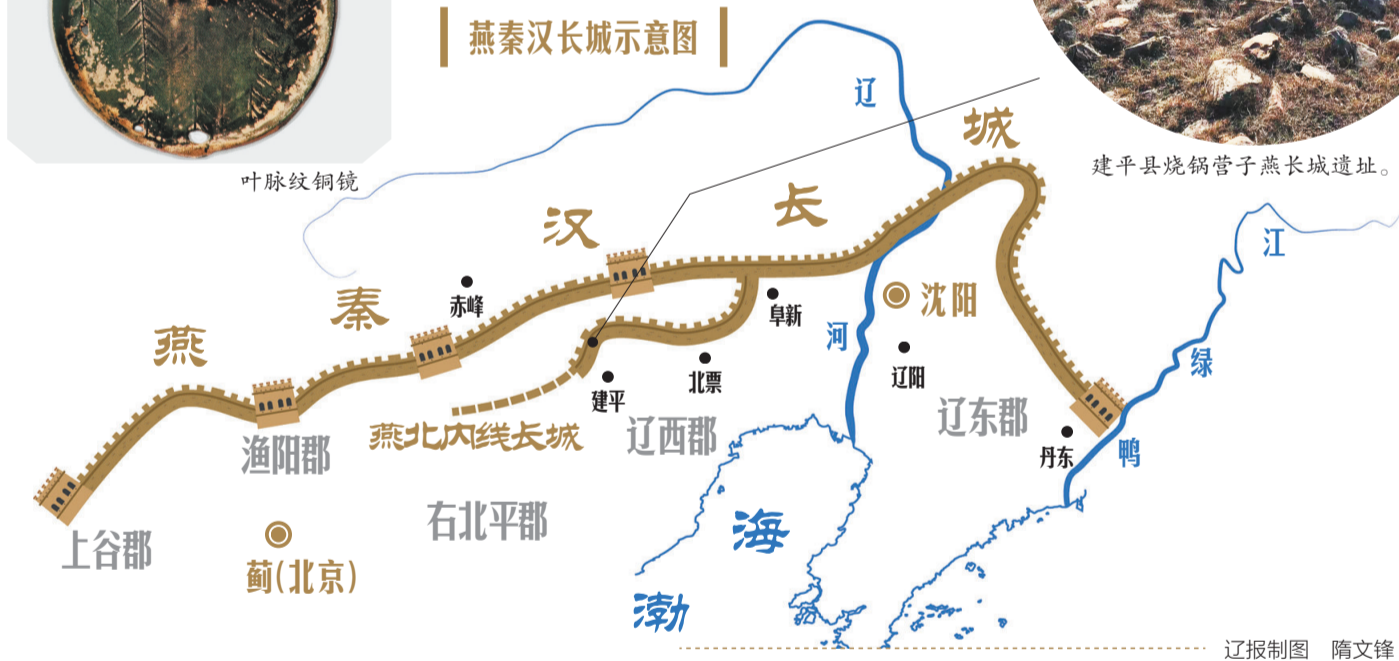 燕秦汉长城示意图
叶脉纹铜镜
建平县烧锅营子燕长城遗址。
燕 秦 汉 长 城
辽河
鸭绿江
赤峰
阜新
沈阳
北票
辽阳
建平
燕北内线长城
辽西郡
辽东郡
渔阳郡
丹东
右北平郡
上谷郡
蓟(北京)
渤海
辽报制图 隋文锋